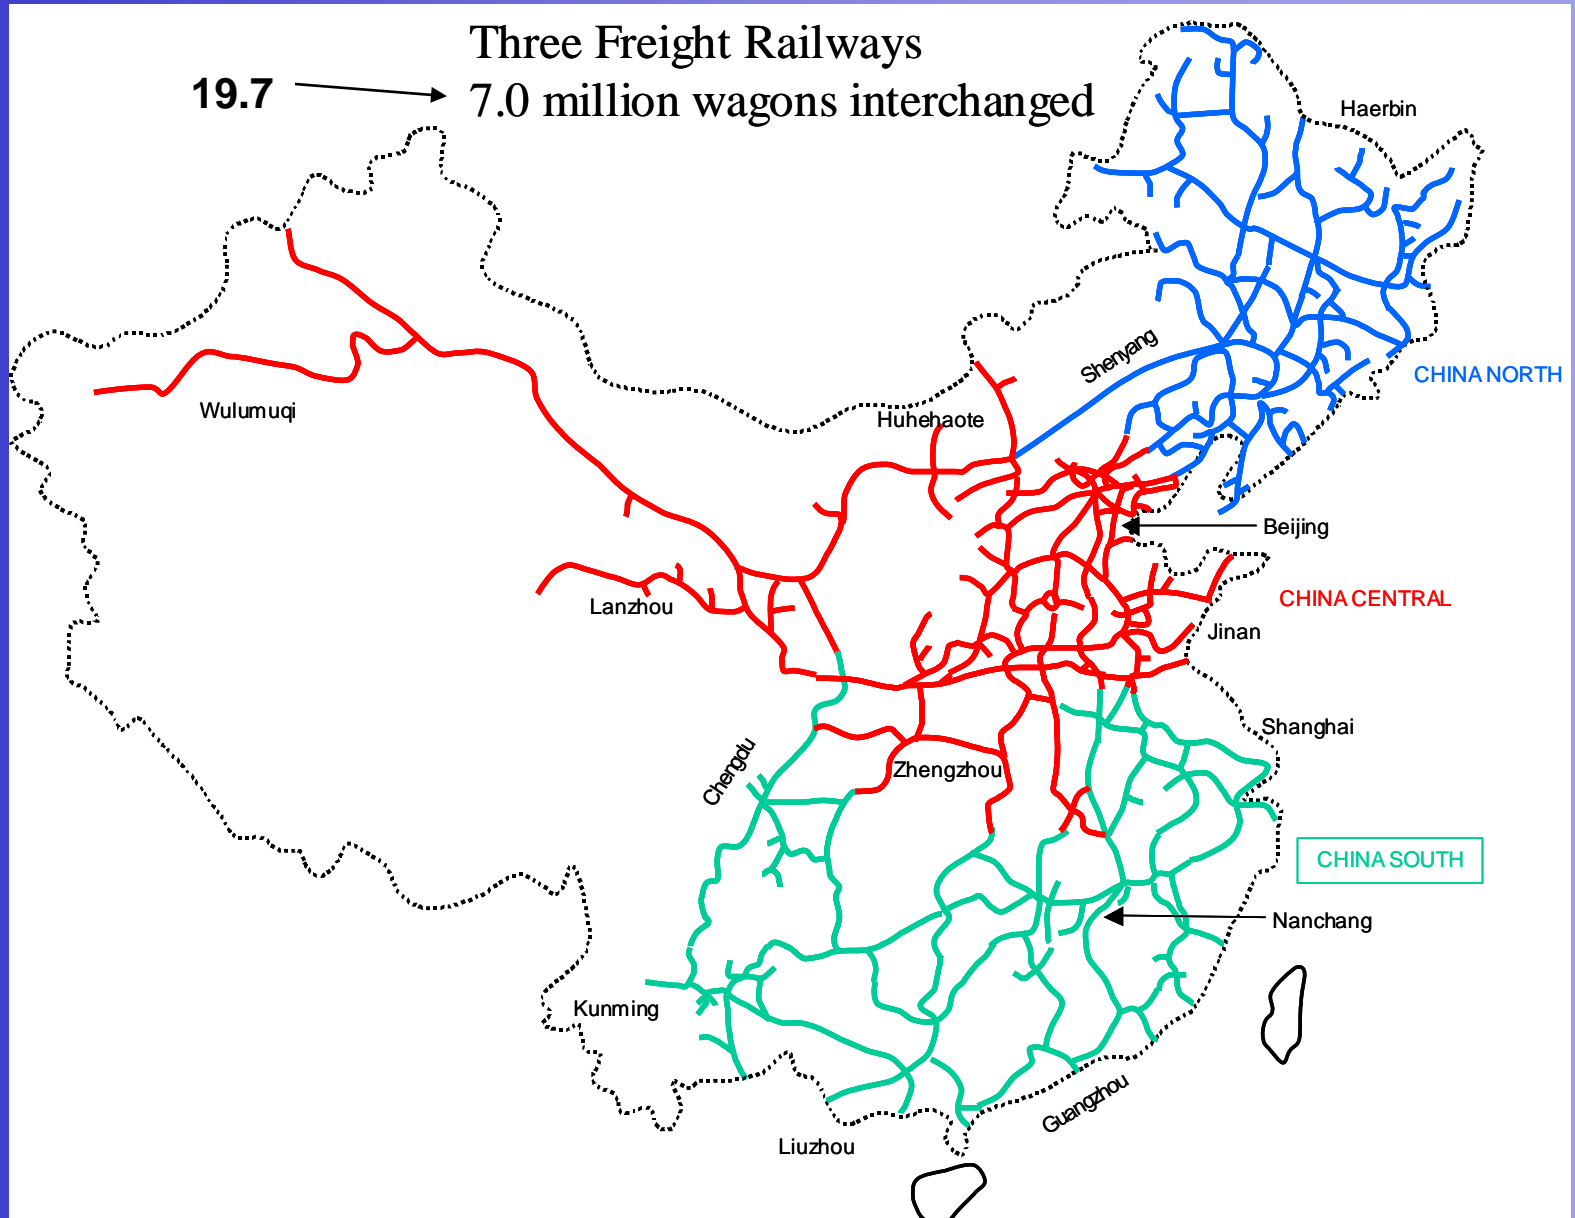 Three Freight Railways
19.7
7.0 million wagons interchanged
Haerbin
Shenyang
CHINA NORTH
Wulumuqi
Huhehaote
Beijing
Lanzhou
CHINA CENTRAL
Jinan
Shanghai
Chengdu
Zhengzhou
CHINA SOUTH
Nanchang
Kunming
Guangzhou
Liuzhou